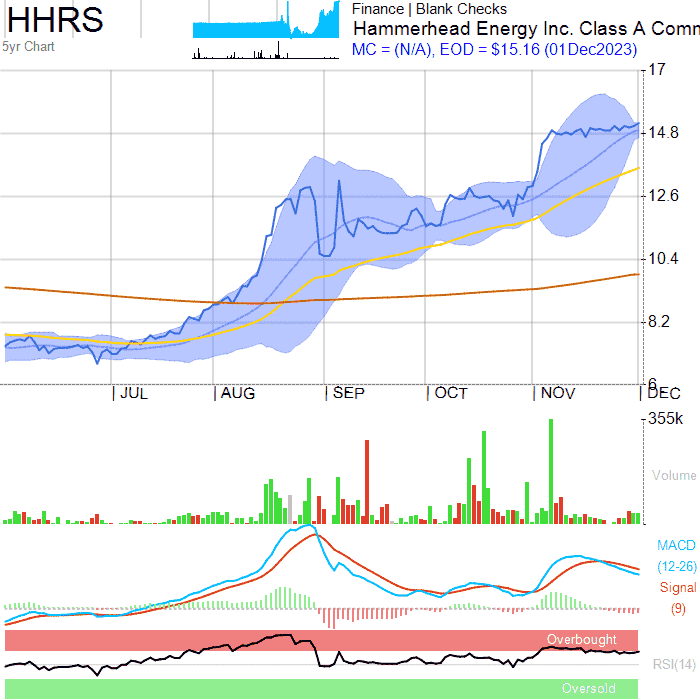 HHRS
5yr Chart
Finance | Blank Checks
Hammerhead Energy Inc. Class A Comm
MC = (N/A), EOD = $15.16 (01Dec2023)
17
14.8
12.6
10.4
8.2
6
JUL AUG SEP OCT NOV DEC
355k
Volume
MACD
(12-26)
Signal
(9)
Overbought
RSI(14)
Oversold